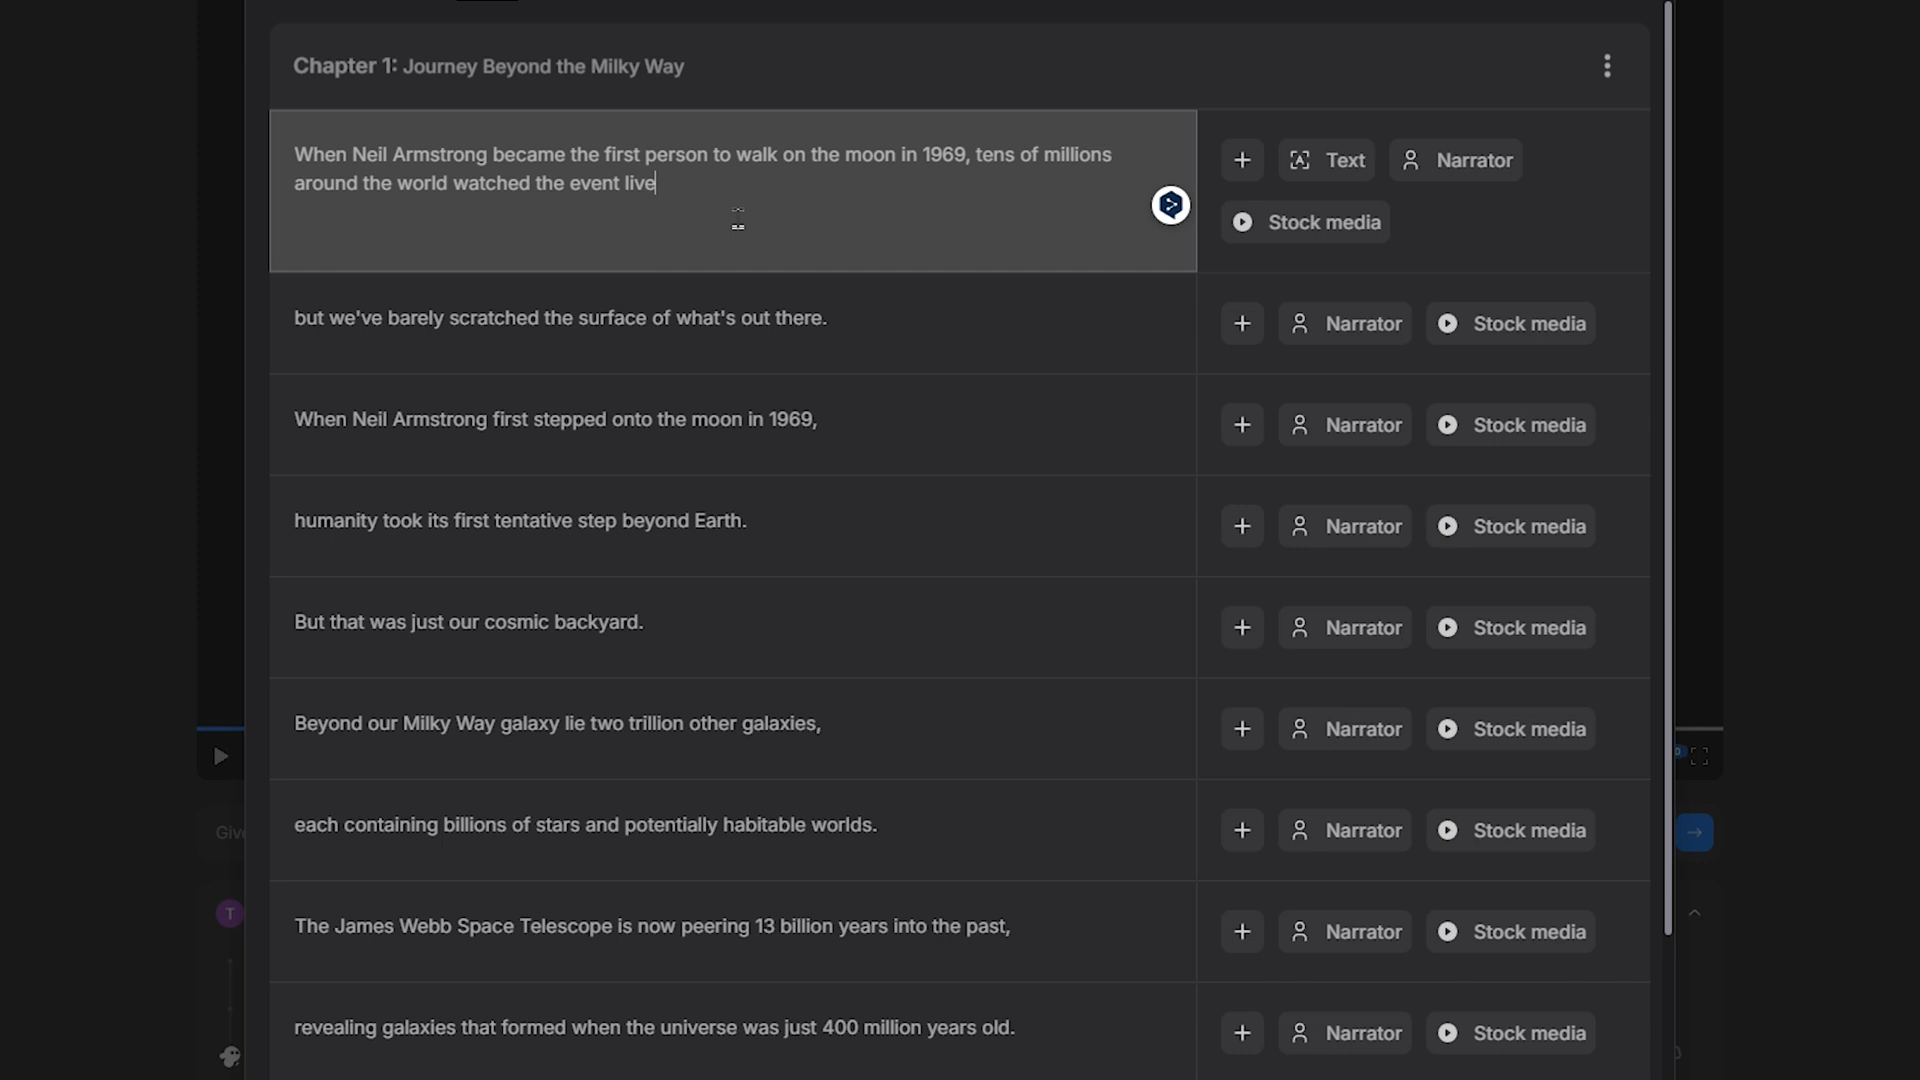 Chapter 1: Journey Beyond the Milky Way
When Neil Armstrong became the first person to walk on the moon in 1969, tens of millions
around the world watched the event live
Text
Narrator
Stock media
but we've barely scratched the surface of what's out there.
Narrator
Stock media
When Neil Armstrong first stepped onto the moon in 1969,
Narrator
Stock media
humanity took its first tentative step beyond Earth.
Narrator
Stock media
But that was just our cosmic backyard.
Narrator
Stock media
Beyond our Milky Way galaxy lie two trillion other galaxies,
Narrator
Stock media
Give
each containing billions of stars and potentially habitable worlds.
Narrator
Stock media
T
The James Webb Space Telescope is now peering 13 billion years into the past,
Narrator
Stock media
revealing galaxies that formed when the universe was just 400 million years old.
Narrator
Stock media